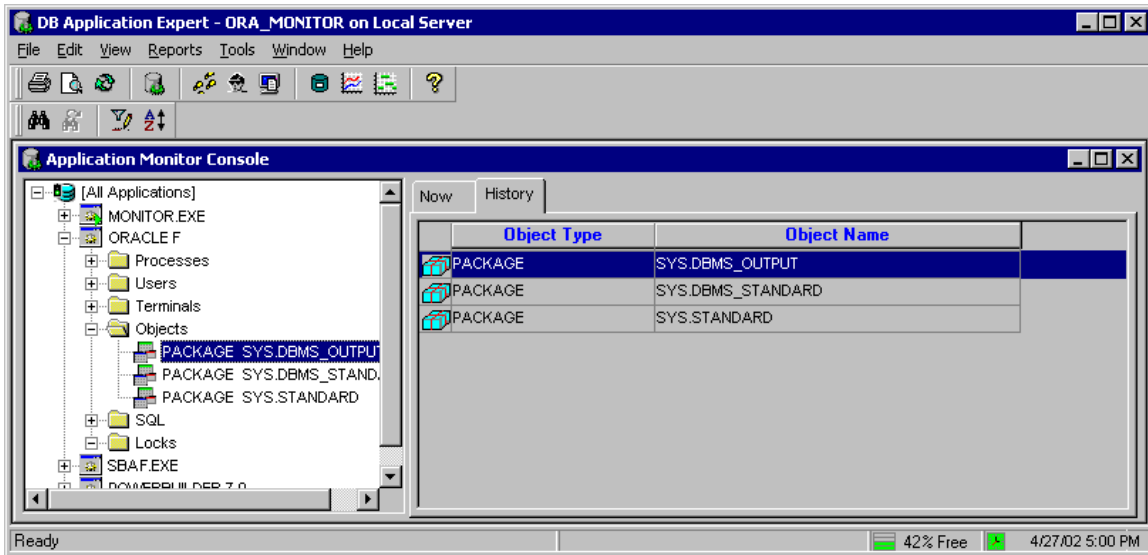 DB Application Expert - ORA_MONITOR on Local Server
File Edit View Reports Tools Window Help
Application Monitor Console
[All Applications]
MONITOR.EXE
ORACLE F
Processes
Users
Terminals
Objects
PACKAGE SYS.DBMS_OUTPUT
PACKAGE SYS.DBMS_STAND.
PACKAGE SYS.STANDARD
SQL
Locks
SBAF.EXE
POWERBUILDER 7.0
Now History
Object Type Object Name
PACKAGE SYS.DBMS_OUTPUT
PACKAGE SYS.DBMS_STANDARD
PACKAGE SYS.STANDARD
Ready 42% Free 4/27/02 5:00 PM